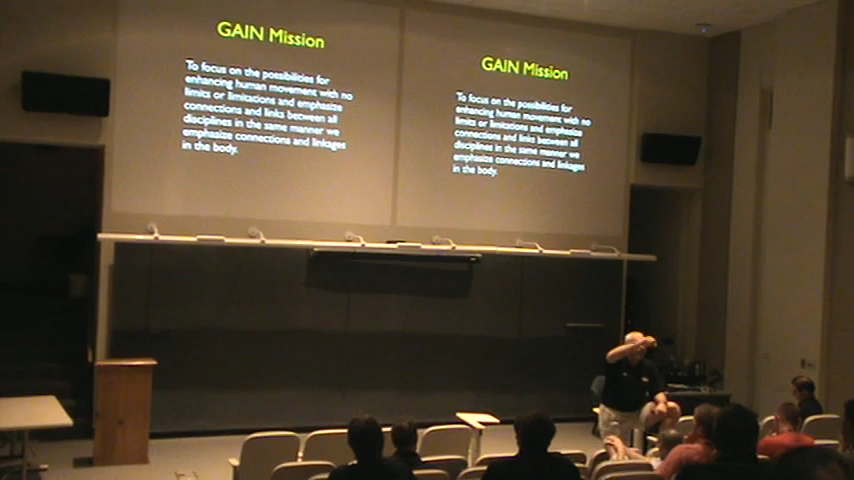 GAIN Mission
To focus on the possibilities for
enhancing human movement with no
limits or limitations and emphasize
connections and links between all
disciplines in the same manner we
emphasize connections and linkages
in the body.
GAIN Mission
To focus on the possibilities for
enhancing human movement with no
limits or limitations and emphasize
connections and links between all
disciplines in the same manner we
emphasize connections and linkages
in the body.